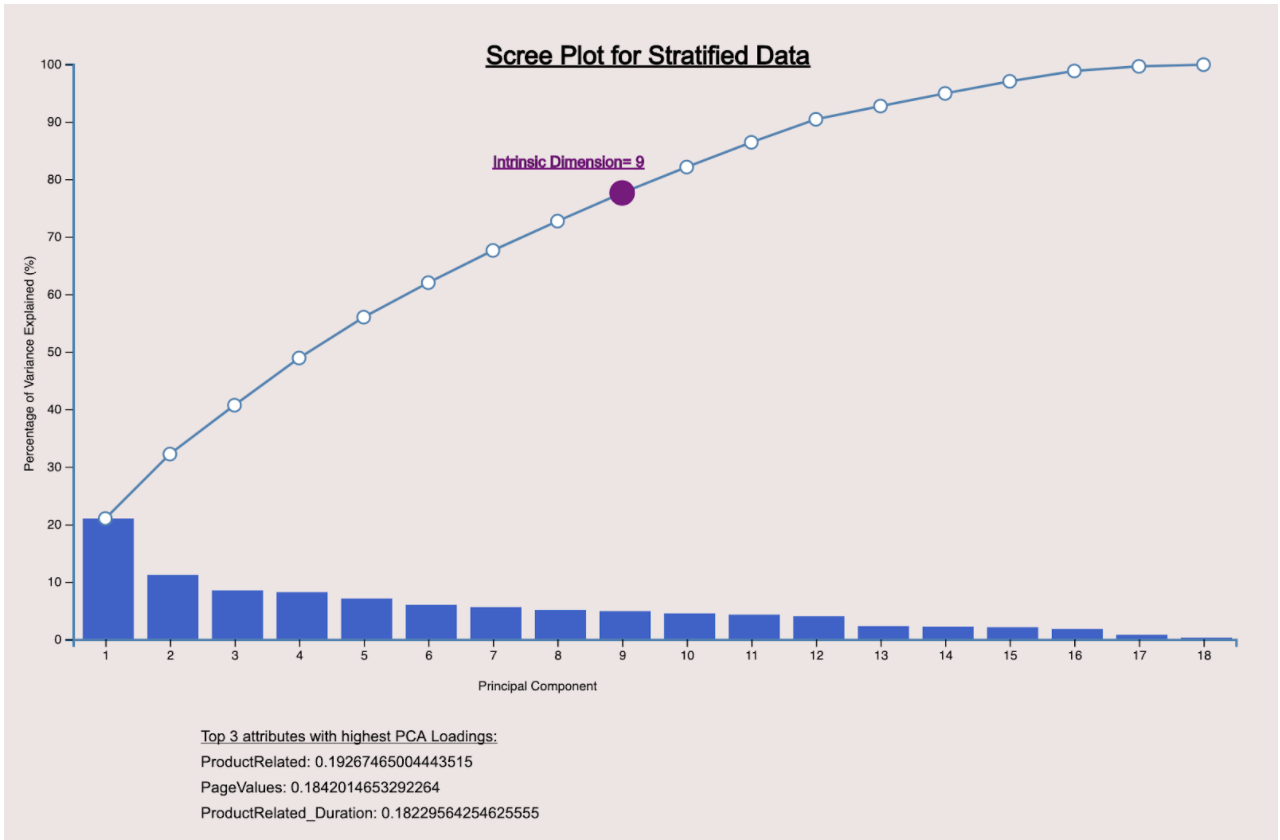 Scree Plot for Stratified Data
100
90
80
70
60
50
40
30
20
10
0
Percentage of Variance Explained (%)
Intrinsic Dimension= 9
1 2 3 4 5 6 7 8 9 10 11 12 13 14 15 16 17 18
Principal Component
Top 3 attributes with highest PCA Loadings:
ProductRelated: 0.19267465004443515
PageValues: 0.1842014653292264
ProductRelated_Duration: 0.18229564254625555